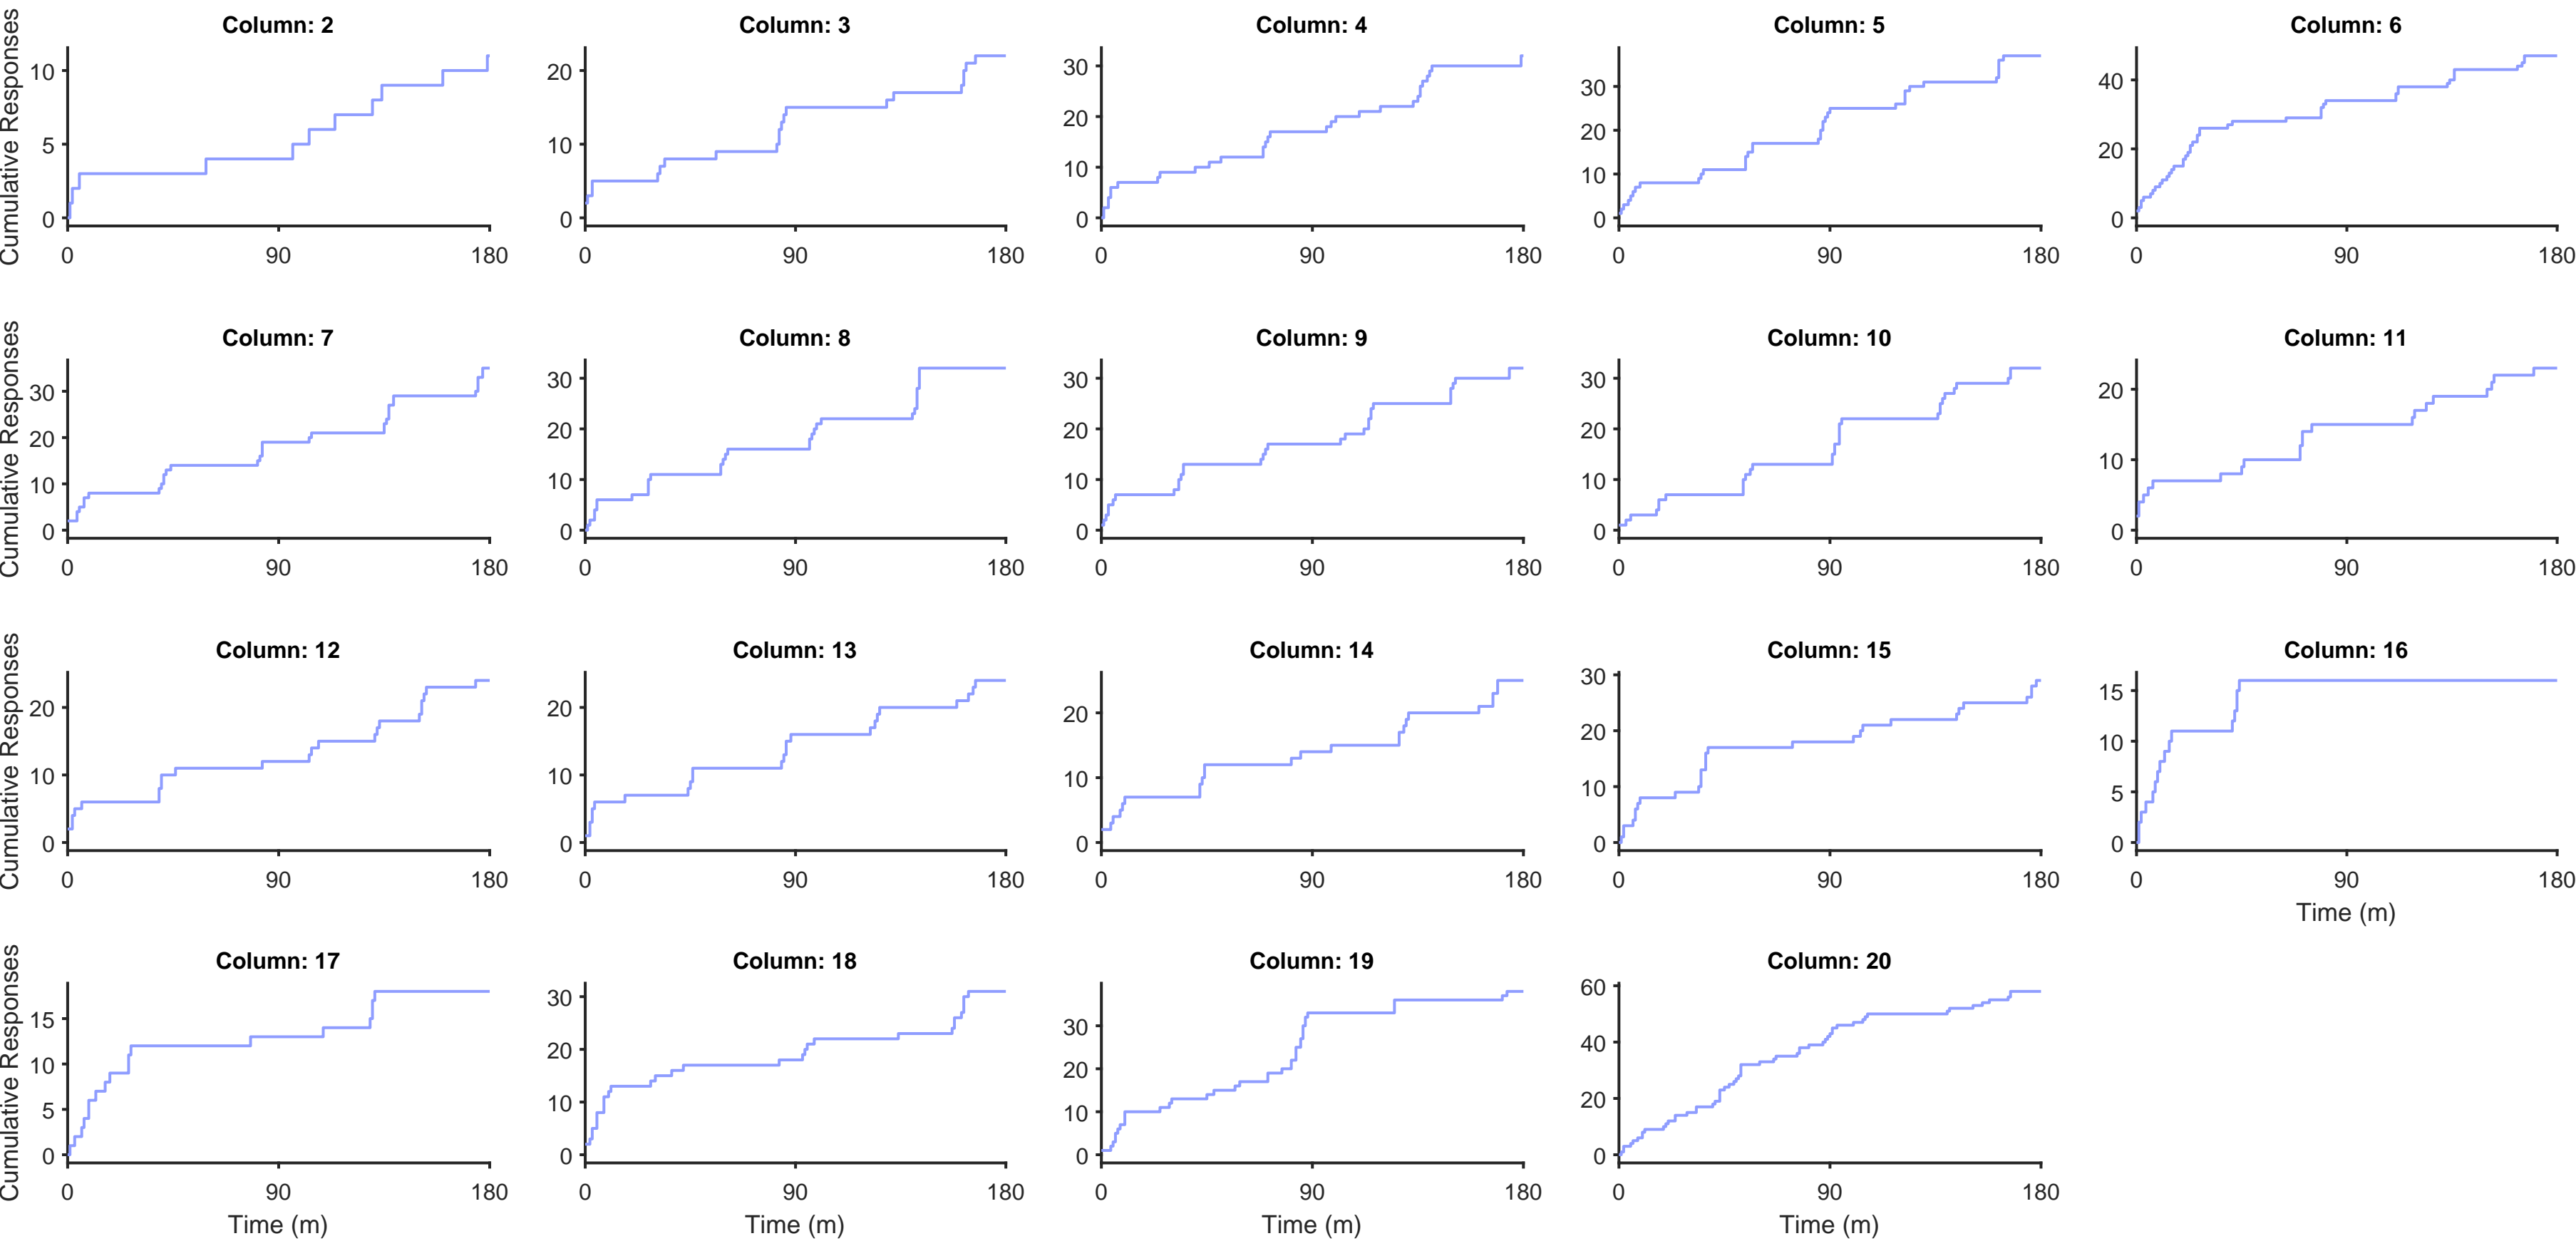 Column: 2
Column: 3
Column: 4
Column: 5
Column: 6
Cumulative Responses
10
5
0
0 90 180
20
10
0
0 90 180
30
20
10
0
0 90 180
30
20
10
0
0 90 180
40
20
0
0 90 180
Column: 7
Column: 8
Column: 9
Column: 10
Column: 11
Cumulative Responses
30
20
10
0
0 90 180
30
20
10
0
0 90 180
30
20
10
0
0 90 180
30
20
10
0
0 90 180
20
10
0
0 90 180
Column: 12
Column: 13
Column: 14
Column: 15
Column: 16
Cumulative Responses
20
10
0
0 90 180
20
10
0
0 90 180
20
10
0
0 90 180
30
20
10
0
0 90 180
15
10
5
0
0 90 180
Time (m)
Column: 17
Column: 18
Column: 19
Column: 20
Cumulative Responses
15
10
5
0
0 90 180
Time (m)
30
20
10
0
0 90 180
Time (m)
30
20
10
0
0 90 180
Time (m)
60
40
20
0
0 90 180
Time (m)